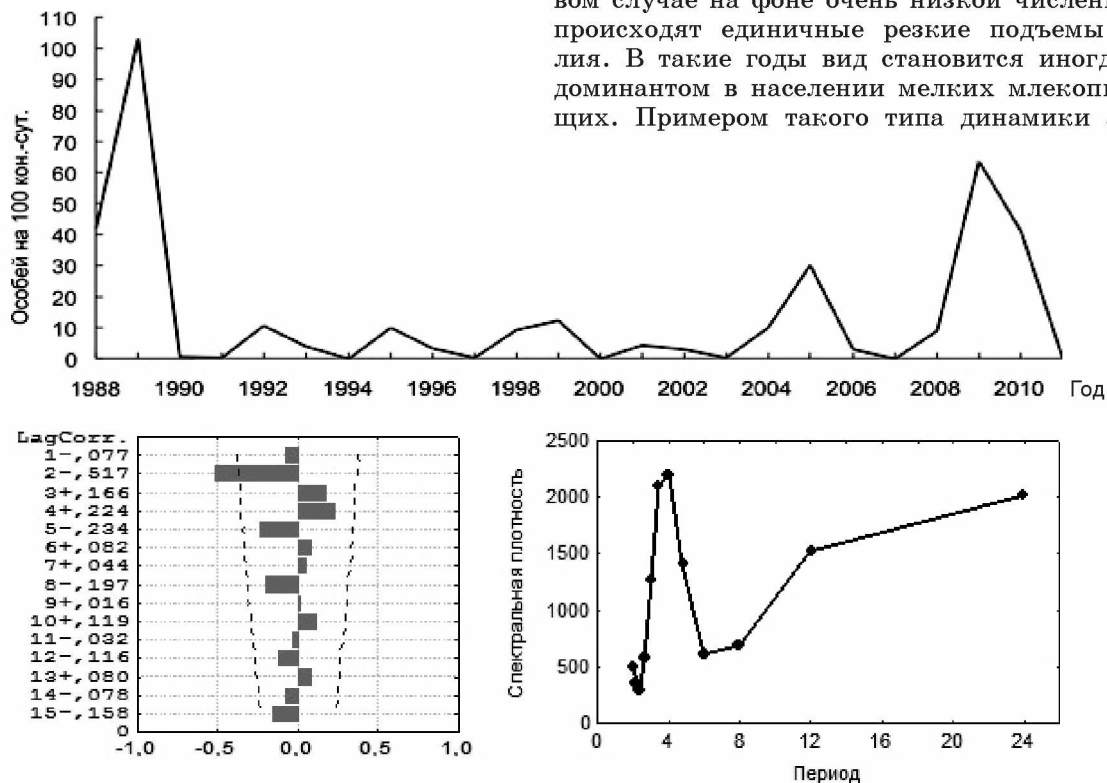 вом случае на фоне очень низкой численн
происходят единичные резкие подъемы
лия. В такие годы вид становится иногд
доминантом в населении мелких млекопи
щих. Примером такого типа динамики
Особей на 100 кон.-сут.
110
100
90
80
70
60
50
40
30
20
10
0
1988 1990 1992 1994 1996 1998 2000 2002 2004 2006 2008 2010 Год
LagCorr.
1-,077
2-,517
3+,166
4+,224
5-,234
6+,082
7+,044
8-,197
9+,016
10+,119
11-,032
12-,116
13+,080
14-,078
15-,158
0
-1,0 -0,5 0,0 0,5 1,0
Спектральная плотность
2500
2000
1500
1000
500
0
0 4 8 12 16 20 24
Период